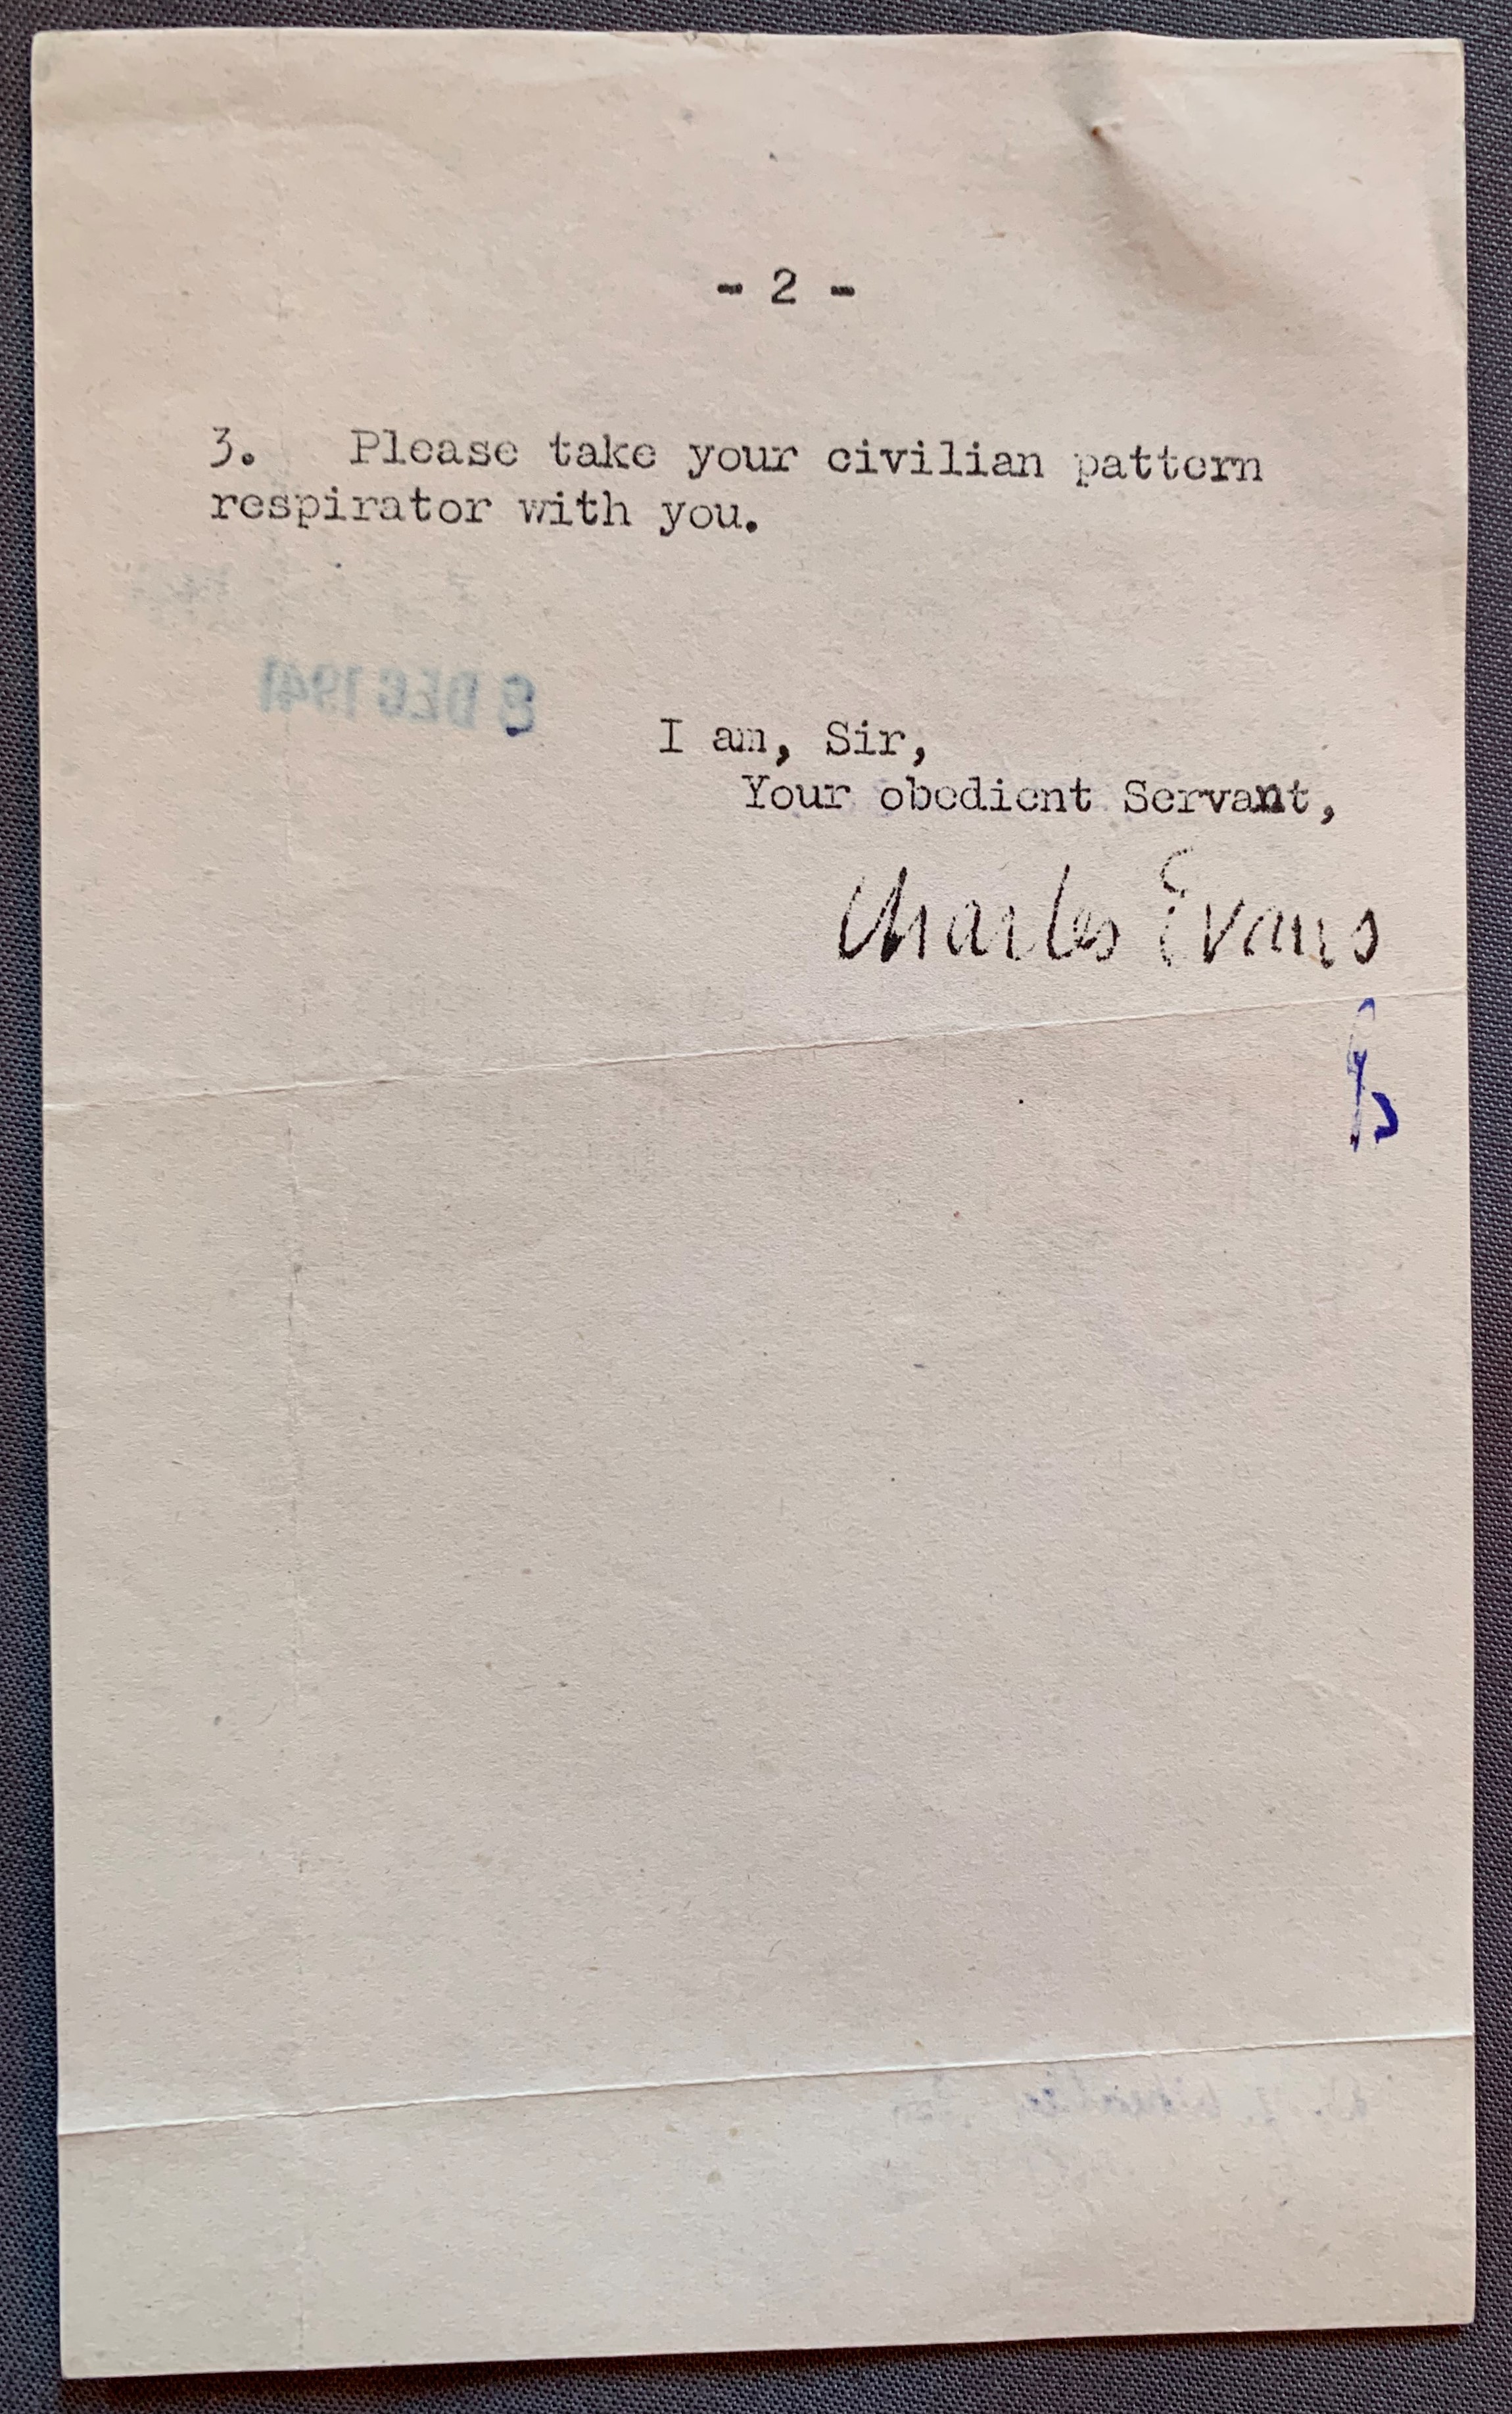 - 2 -
3. Please take your civilian pattern
respirator with you.
8 DEC 1941
I am, Sir,
Your obedient Servant,
Charles Evans